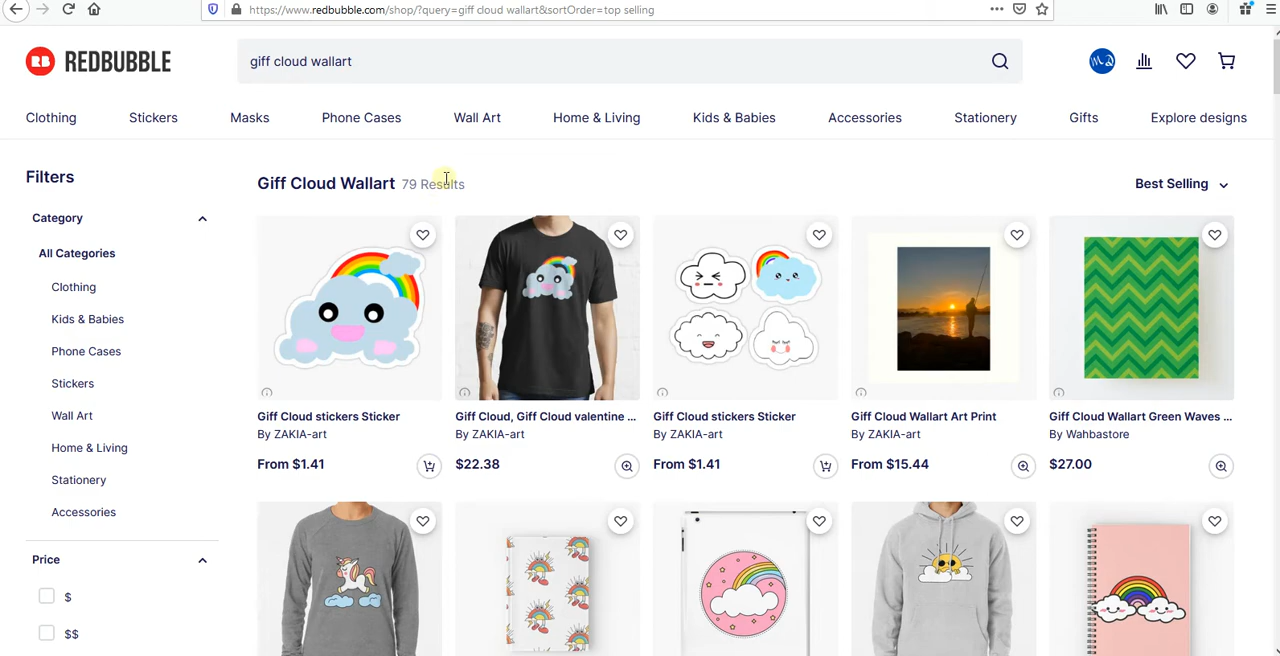 https://www.redbubble.com/shop/?query=giff cloud wallart&sortOrder=top selling
RB REDBUBBLE
giff cloud wallart
Clothing Stickers Masks Phone Cases Wall Art Home & Living Kids & Babies Accessories Stationery Gifts Explore designs
Filters
Giff Cloud Wallart 79 Results
Best Selling
Category
All Categories
Clothing
Kids & Babies
Phone Cases
Stickers
Wall Art
Home & Living
Stationery
Accessories
Price
$
$$
Giff Cloud stickers Sticker
By ZAKIA-art
From $1.41
Giff Cloud, Giff Cloud valentine ...
By ZAKIA-art
$22.38
Giff Cloud stickers Sticker
By ZAKIA-art
From $1.41
Giff Cloud Wallart Art Print
By ZAKIA-art
From $15.44
Giff Cloud Wallart Green Waves ...
By Wahbastore
$27.00